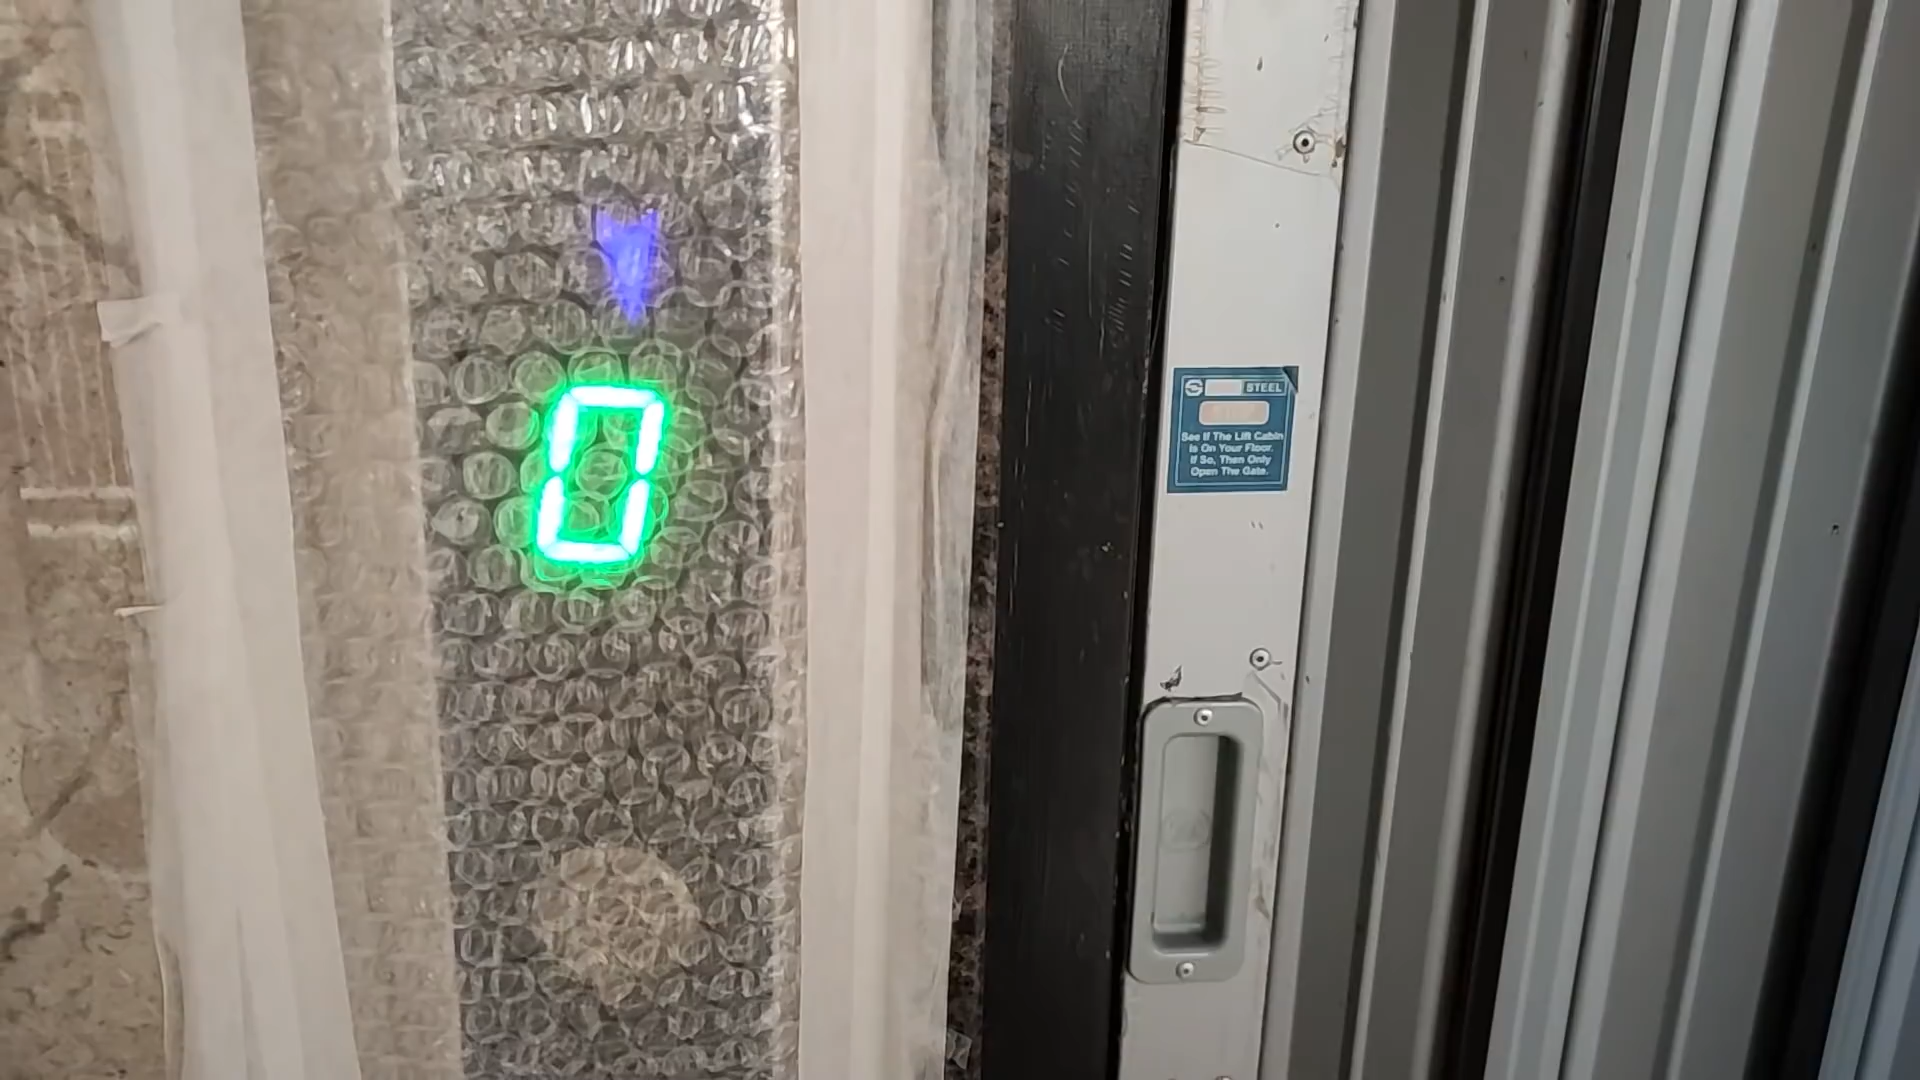 0
STEEL
See If The Lift Cabin
Is On Your Floor.
If So, Then Only
Open The Gate.